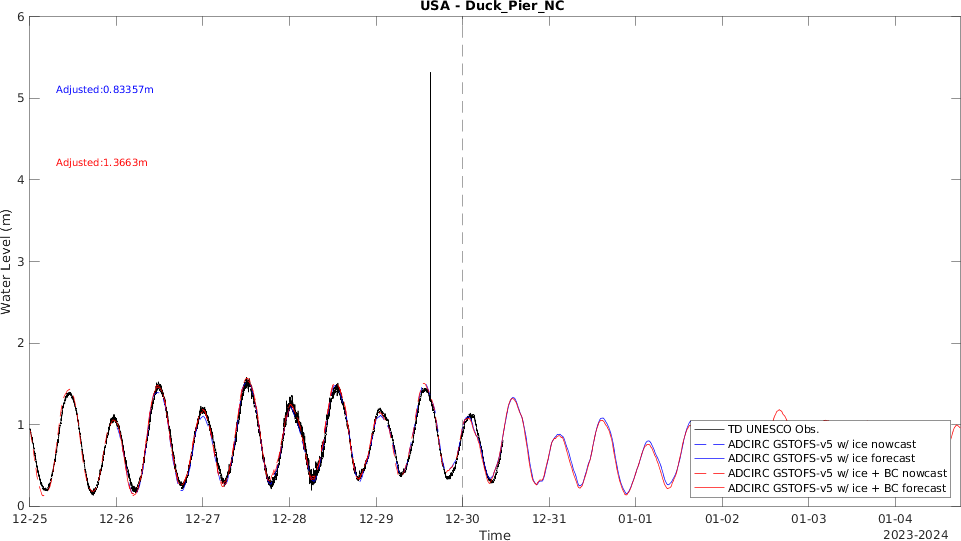 USA - Duck_Pier_NC
6
5
4
3
2
1
0
Water Level (m)
Adjusted:0.83357m
Adjusted:1.3663m
TD UNESCO Obs.
ADCIRC GSTOFS-v5 w/ ice nowcast
ADCIRC GSTOFS-v5 w/ ice forecast
ADCIRC GSTOFS-v5 w/ ice + BC nowcast
ADCIRC GSTOFS-v5 w/ ice + BC forecast
12-25 12-26 12-27 12-28 12-29 12-30 12-31 01-01 01-02 01-03 01-04
Time
2023-2024